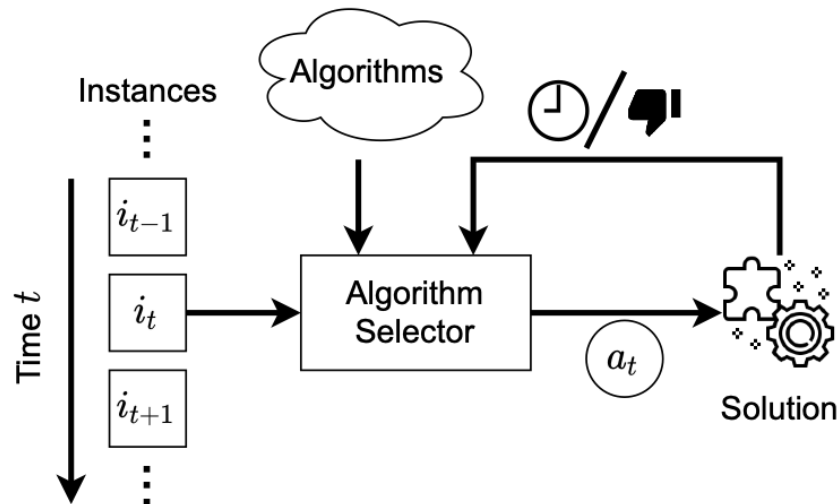 Algorithms
Instances
⋮
i_{t-1}
i_t
i_{t+1}
⋮
Time t
Algorithm
Selector
a_t
Solution